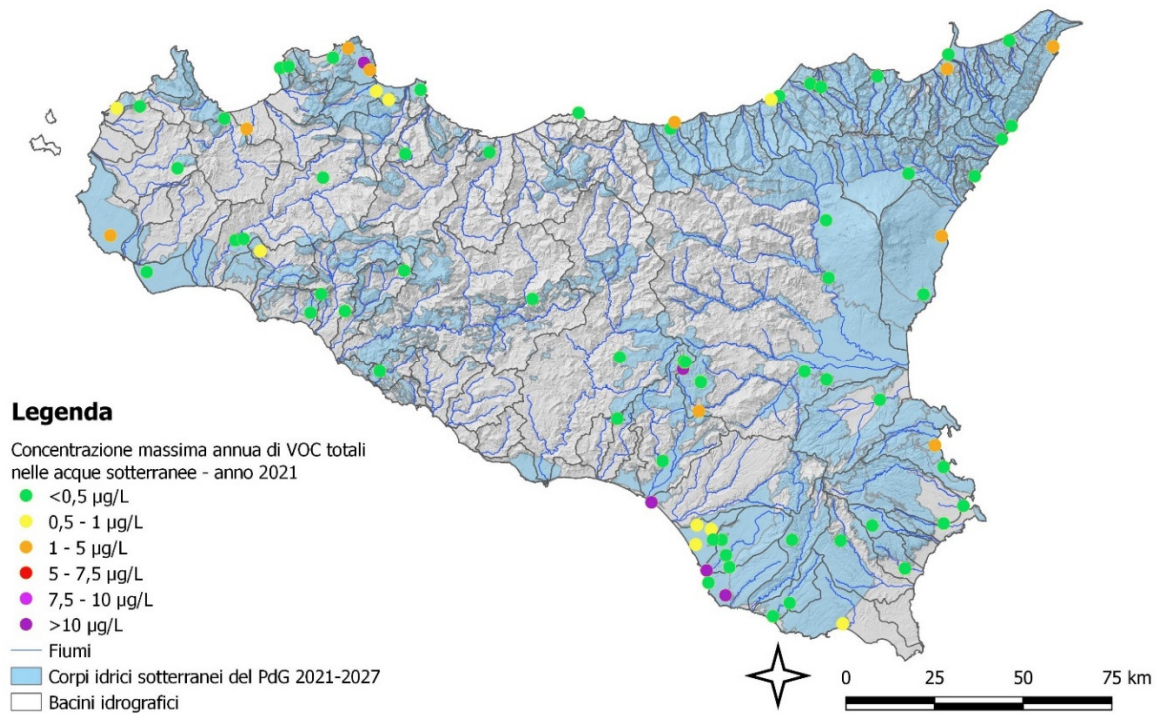 Legenda
Concentrazione massima annua di VOC totali
nelle acque sotterranee - anno 2021
<0,5 µg/L
0,5 - 1 µg/L
1 - 5 µg/L
5 - 7,5 µg/L
7,5 - 10 µg/L
>10 µg/L
Fiumi
Corpi idrici sotterranei del PdG 2021-2027
Bacini idrografici
0 25 50 75 km